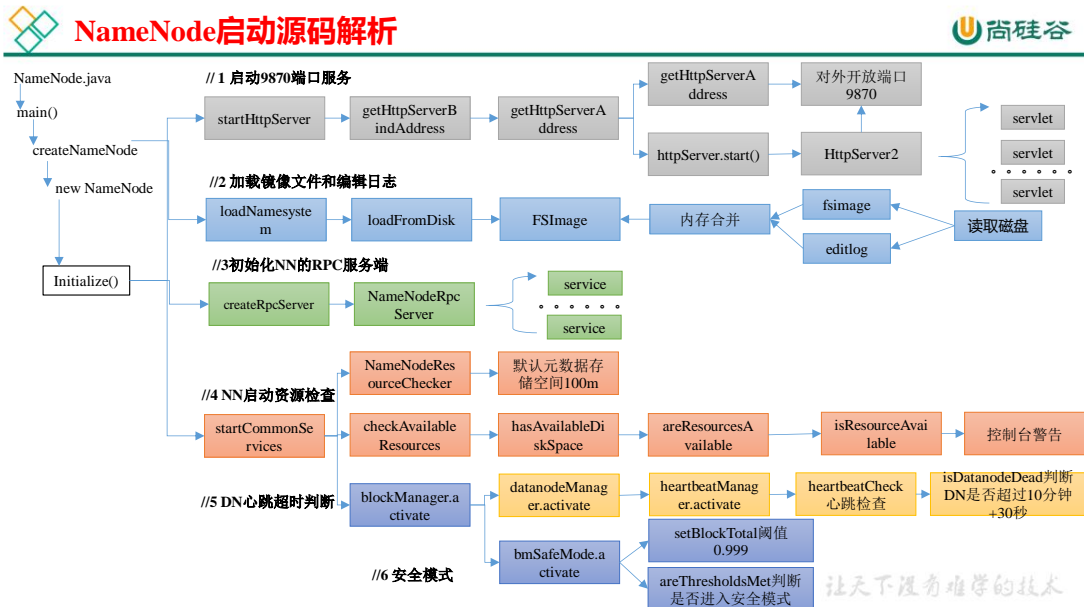 NameNode启动源码解析
尚硅谷
NameNode.java
main()
createNameNode
new NameNode
Initialize()
// 1 启动9870端口服务
startHttpServer
getHttpServerB
indAddress
getHttpServerA
ddress
getHttpServerA
ddress
对外开放端口
9870
httpServer.start()
HttpServer2
servlet
servlet
servlet
//2 加载镜像文件和编辑日志
loadNamesyste
m
loadFromDisk
FSImage
内存合并
fsimage
editlog
读取磁盘
//3初始化NN的RPC服务端
createRpcServer
NameNodeRpc
Server
service
service
//4 NN启动资源检查
startCommonSe
rvices
NameNodeRes
ourceChecker
默认元数据存
储空间100m
checkAvailable
Resources
hasAvailableDi
skSpace
areResourcesA
vailable
isResourceAvai
lable
控制台警告
//5 DN心跳超时判断
blockManager.a
ctivate
datanodeManag
er.activate
heartbeatManag
er.activate
heartbeatCheck
心跳检查
isDatanodeDead判断
DN是否超过10分钟
+30秒
//6 安全模式
bmSafeMode.a
ctivate
setBlockTotal阈值
0.999
areThresholdsMet判断
是否进入安全模式
让天下没有难学的技术